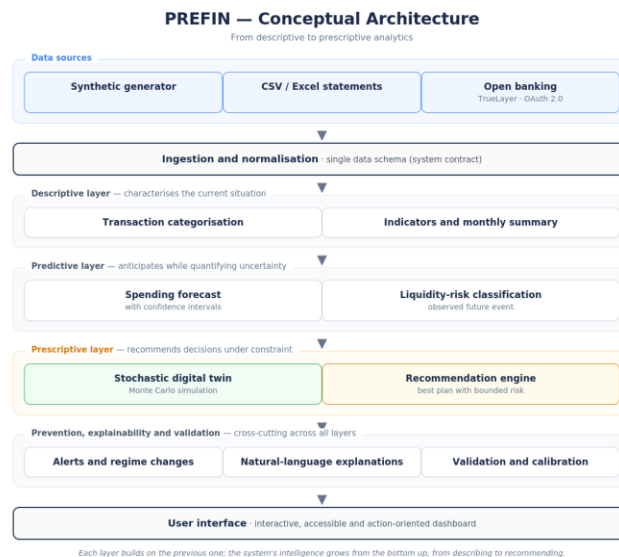 PREFIN — Conceptual Architecture
From descriptive to prescriptive analytics
Data sources
Synthetic generator
CSV / Excel statements
Open banking
TrueLayer · OAuth 2.0
Ingestion and normalisation · single data schema (system contract)
Descriptive layer — characterises the current situation
Transaction categorisation
Indicators and monthly summary
Predictive layer — anticipates while quantifying uncertainty
Spending forecast
with confidence intervals
Liquidity-risk classification
observed future event
Prescriptive layer — recommends decisions under constraint
Stochastic digital twin
Monte Carlo simulation
Recommendation engine
best plan with bounded risk
Prevention, explainability and validation — cross-cutting across all layers
Alerts and regime changes
Natural-language explanations
Validation and calibration
User interface · interactive, accessible and action-oriented dashboard
Each layer builds on the previous one; the system's intelligence grows from the bottom up, from describing to recommending.